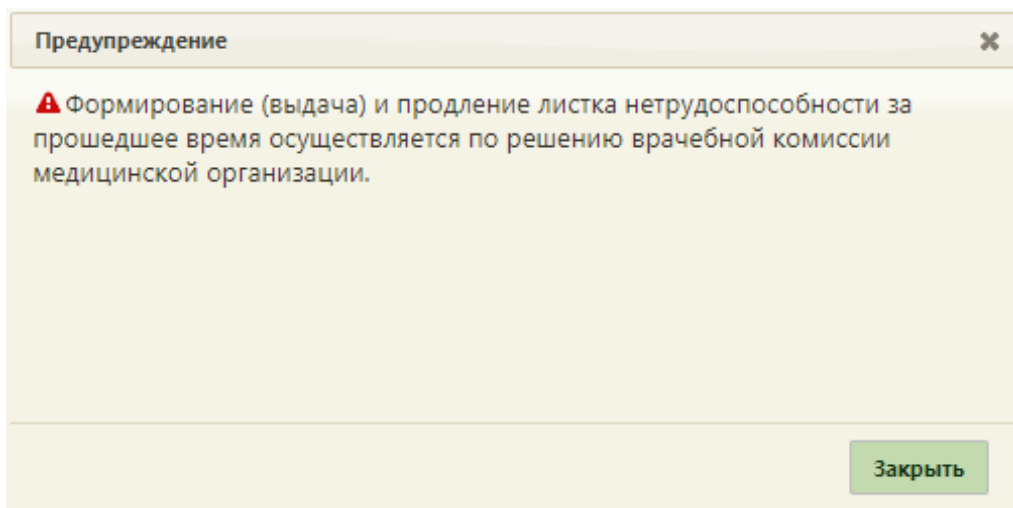 Предупреждение
Формирование (выдача) и продление листка нетрудоспособности за
прошедшее время осуществляется по решению врачебной комиссии
медицинской организации.
Закрыть